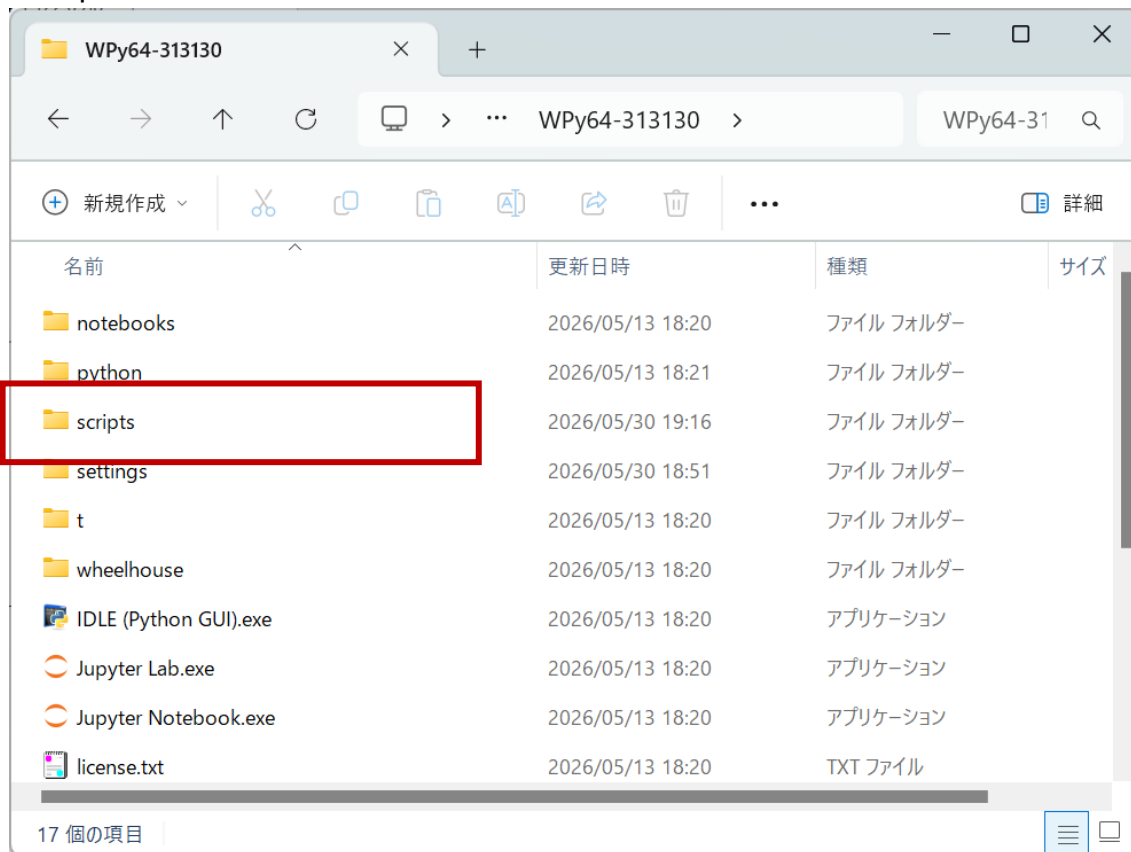 WPy64-313130
WPy64-313130
WPy64-31
新規作成
詳細
名前 更新日時 種類 サイズ
notebooks 2026/05/13 18:20 ファイル フォルダー
python 2026/05/13 18:21 ファイル フォルダー
scripts 2026/05/30 19:16 ファイル フォルダー
settings 2026/05/30 18:51 ファイル フォルダー
t 2026/05/13 18:20 ファイル フォルダー
wheelhouse 2026/05/13 18:20 ファイル フォルダー
IDLE (Python GUI).exe 2026/05/13 18:20 アプリケーション
Jupyter Lab.exe 2026/05/13 18:20 アプリケーション
Jupyter Notebook.exe 2026/05/13 18:20 アプリケーション
license.txt 2026/05/13 18:20 TXT ファイル
17 個の項目